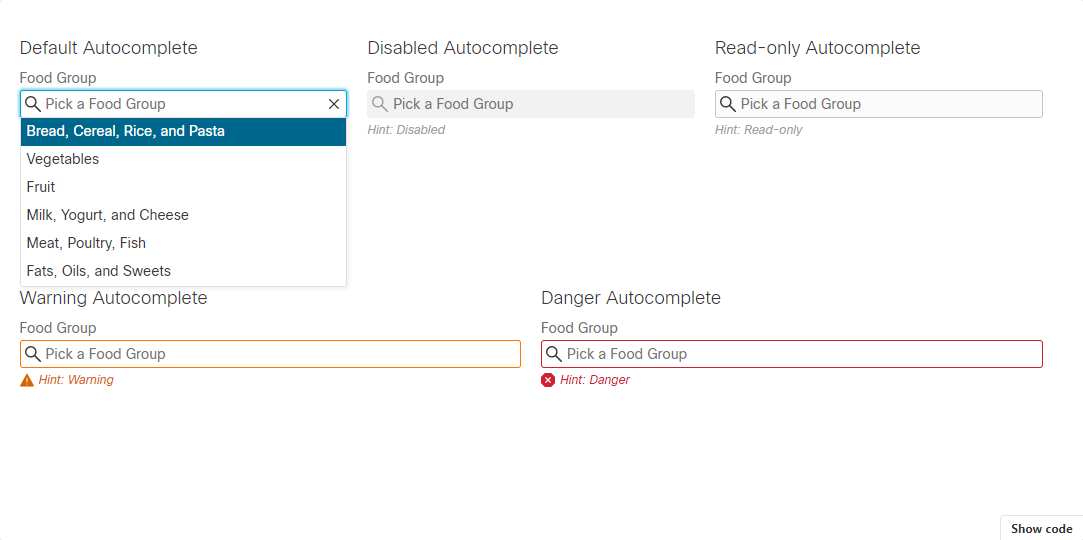 Default Autocomplete
Food Group
Pick a Food Group
Bread, Cereal, Rice, and Pasta
Vegetables
Fruit
Milk, Yogurt, and Cheese
Meat, Poultry, Fish
Fats, Oils, and Sweets
Disabled Autocomplete
Food Group
Pick a Food Group
Hint: Disabled
Read-only Autocomplete
Food Group
Pick a Food Group
Hint: Read-only
Warning Autocomplete
Food Group
Pick a Food Group
Hint: Warning
Danger Autocomplete
Food Group
Pick a Food Group
Hint: Danger
Show code